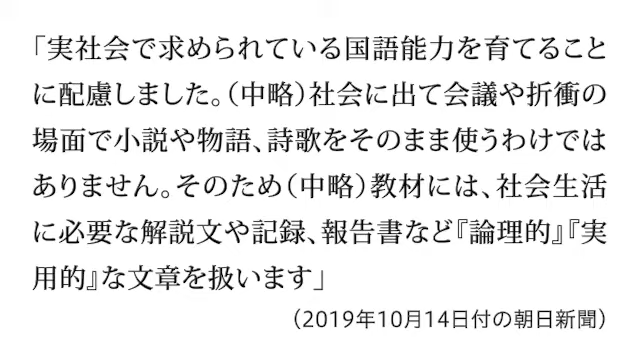 「実社会で求められている国語能力を育てること
に配慮しました。（中略）社会に出て会議や折衝の
場面で小説や物語、詩歌をそのまま使うわけでは
ありません。そのため（中略）教材には、社会生活
に必要な解説文や記録、報告書など『論理的』『実
用的』な文章を扱います」
（2019年10月14日付の朝日新聞）